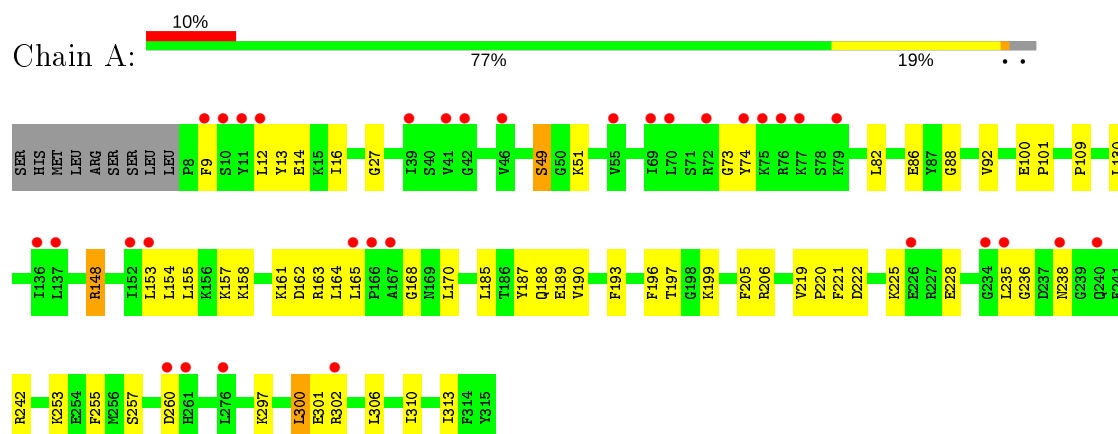 10%
Chain A:
77% 19% • •
SER HIS MET LEU ARG SER SER LEU LEU P8 F9 S10 Y11 L12 Y13 E14 K15 I16 G27 I39 S40 V41 G42 V46 S49 G50 K51 V55 I69 L70 S71 R72 G73 Y74 K75 R76 K77 S78 K79 L82 E86 Y87 G88 V92 E100 P101 P109 L130
I136 L137 R148 I152 L153 L154 L155 K156 K157 K158 K161 D162 R163 L164 L165 P166 A167 G168 N169 L170 L185 T186 Y187 Q188 E189 V190 F193 F196 T197 G198 K199 F205 R206 V219 P220 F221 D222 K225 E226 R227 E228 G234 L235 G236 D237 N238 G239 Q240 E241
R242 K253 E254 F255 M256 S257 D260 H261 L276 K297 L300 E301 R302 L306 I310 I313 F314 Y315